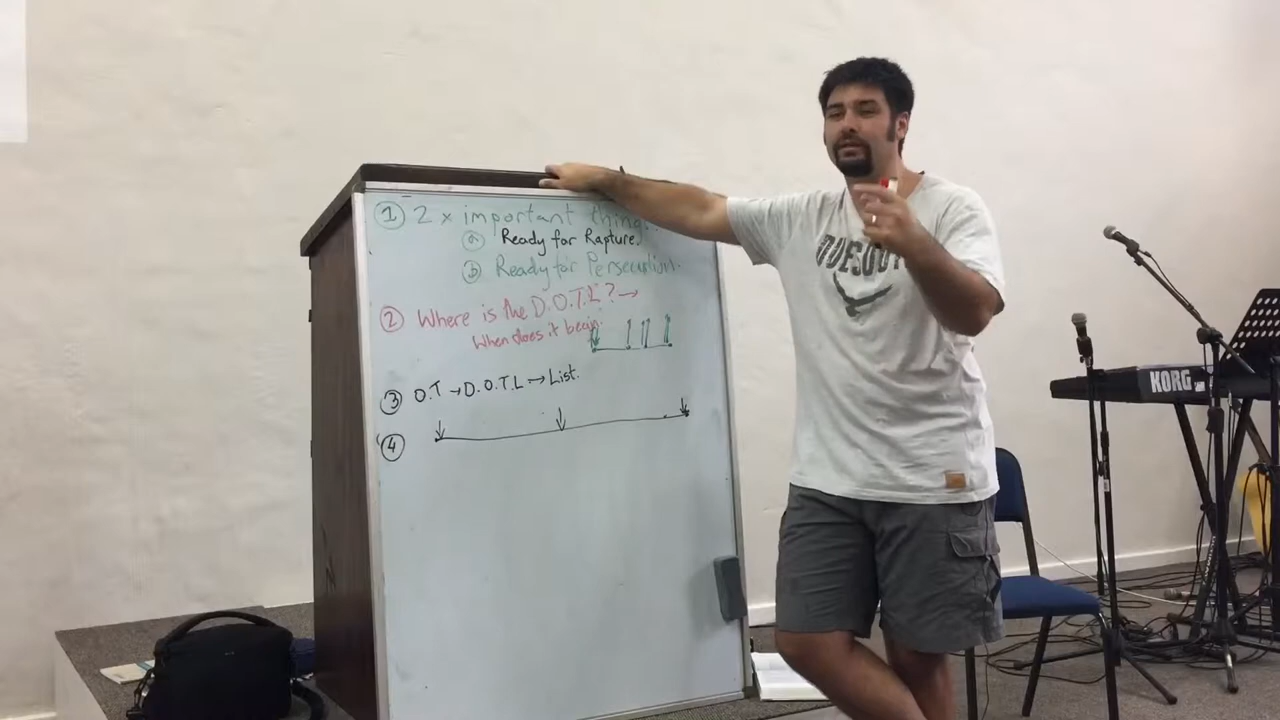 ① 2 x important things.
ⓐ Ready for Rapture.
ⓑ Ready for Persecution.
② Where is the D.O.T.L? →
When does it begin:
③ O.T → D.O.T.L → List.
④
KORG